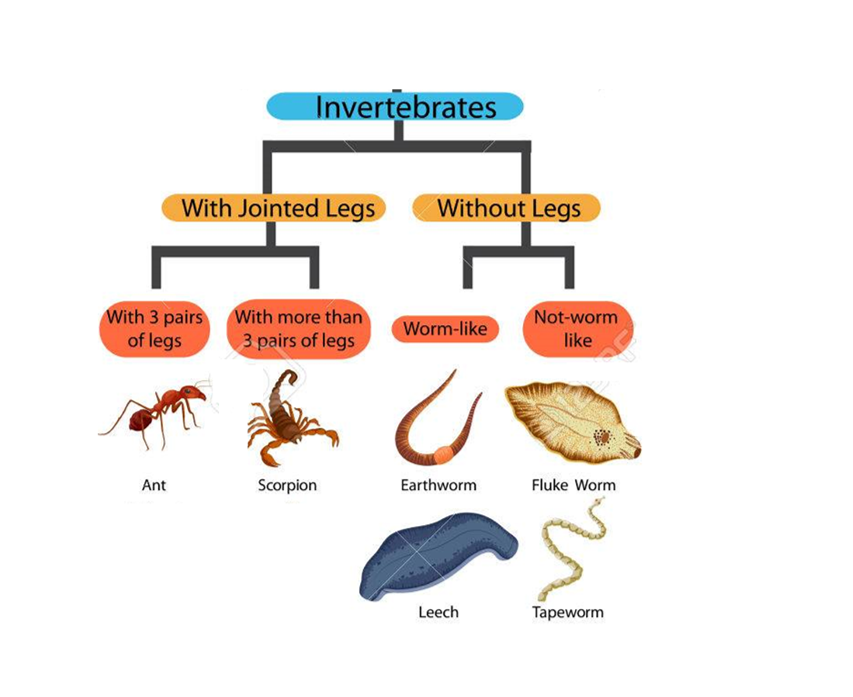 Invertebrates
With Jointed Legs
Without Legs
With 3 pairs
of legs
With more than
3 pairs of legs
Worm-like
Not-worm
like
Ant
Scorpion
Earthworm
Fluke Worm
Leech
Tapeworm